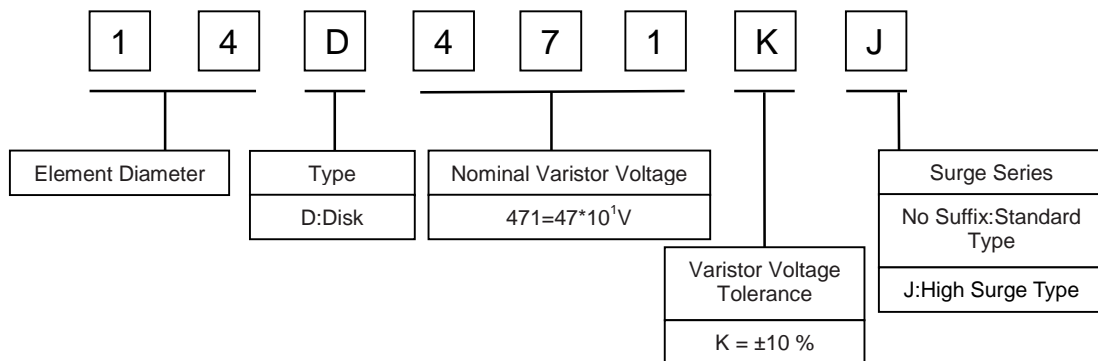 1 4 D 4 7 1 K J
Element Diameter
Type
D:Disk
Nominal Varistor Voltage
471=47*10¹V
Varistor Voltage
Tolerance
K = ±10 %
Surge Series
No Suffix:Standard
Type
J:High Surge Type